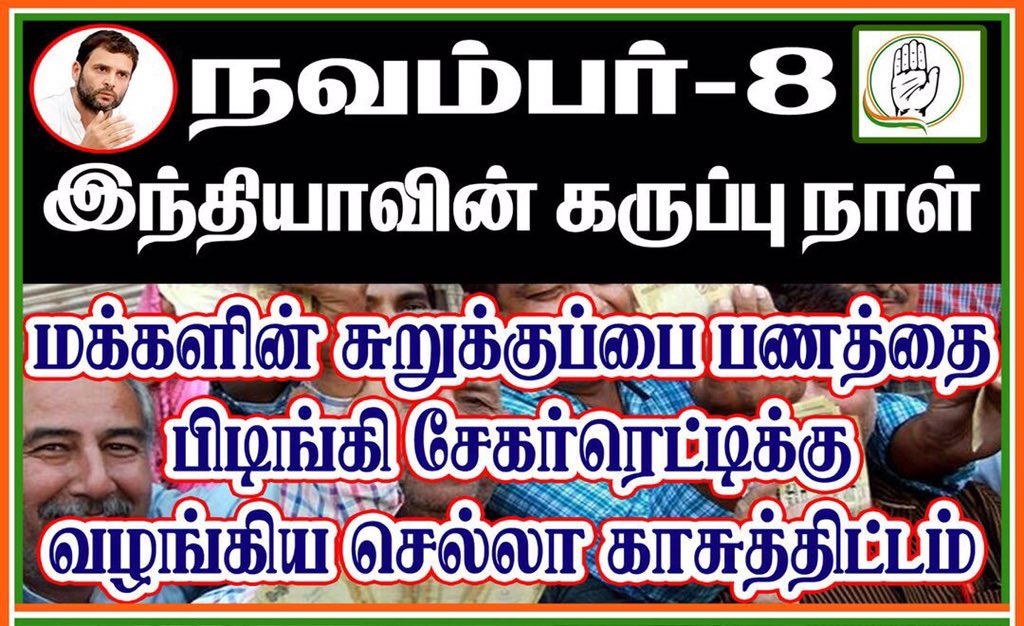 நவம்பர்-8
இந்தியாவின் கருப்பு நாள்
மக்களின் சுறுக்குப்பை பணத்தை
பிடிங்கி சேகர்ரெட்டிக்கு
வழங்கிய செல்லா காசுத்திட்டம்